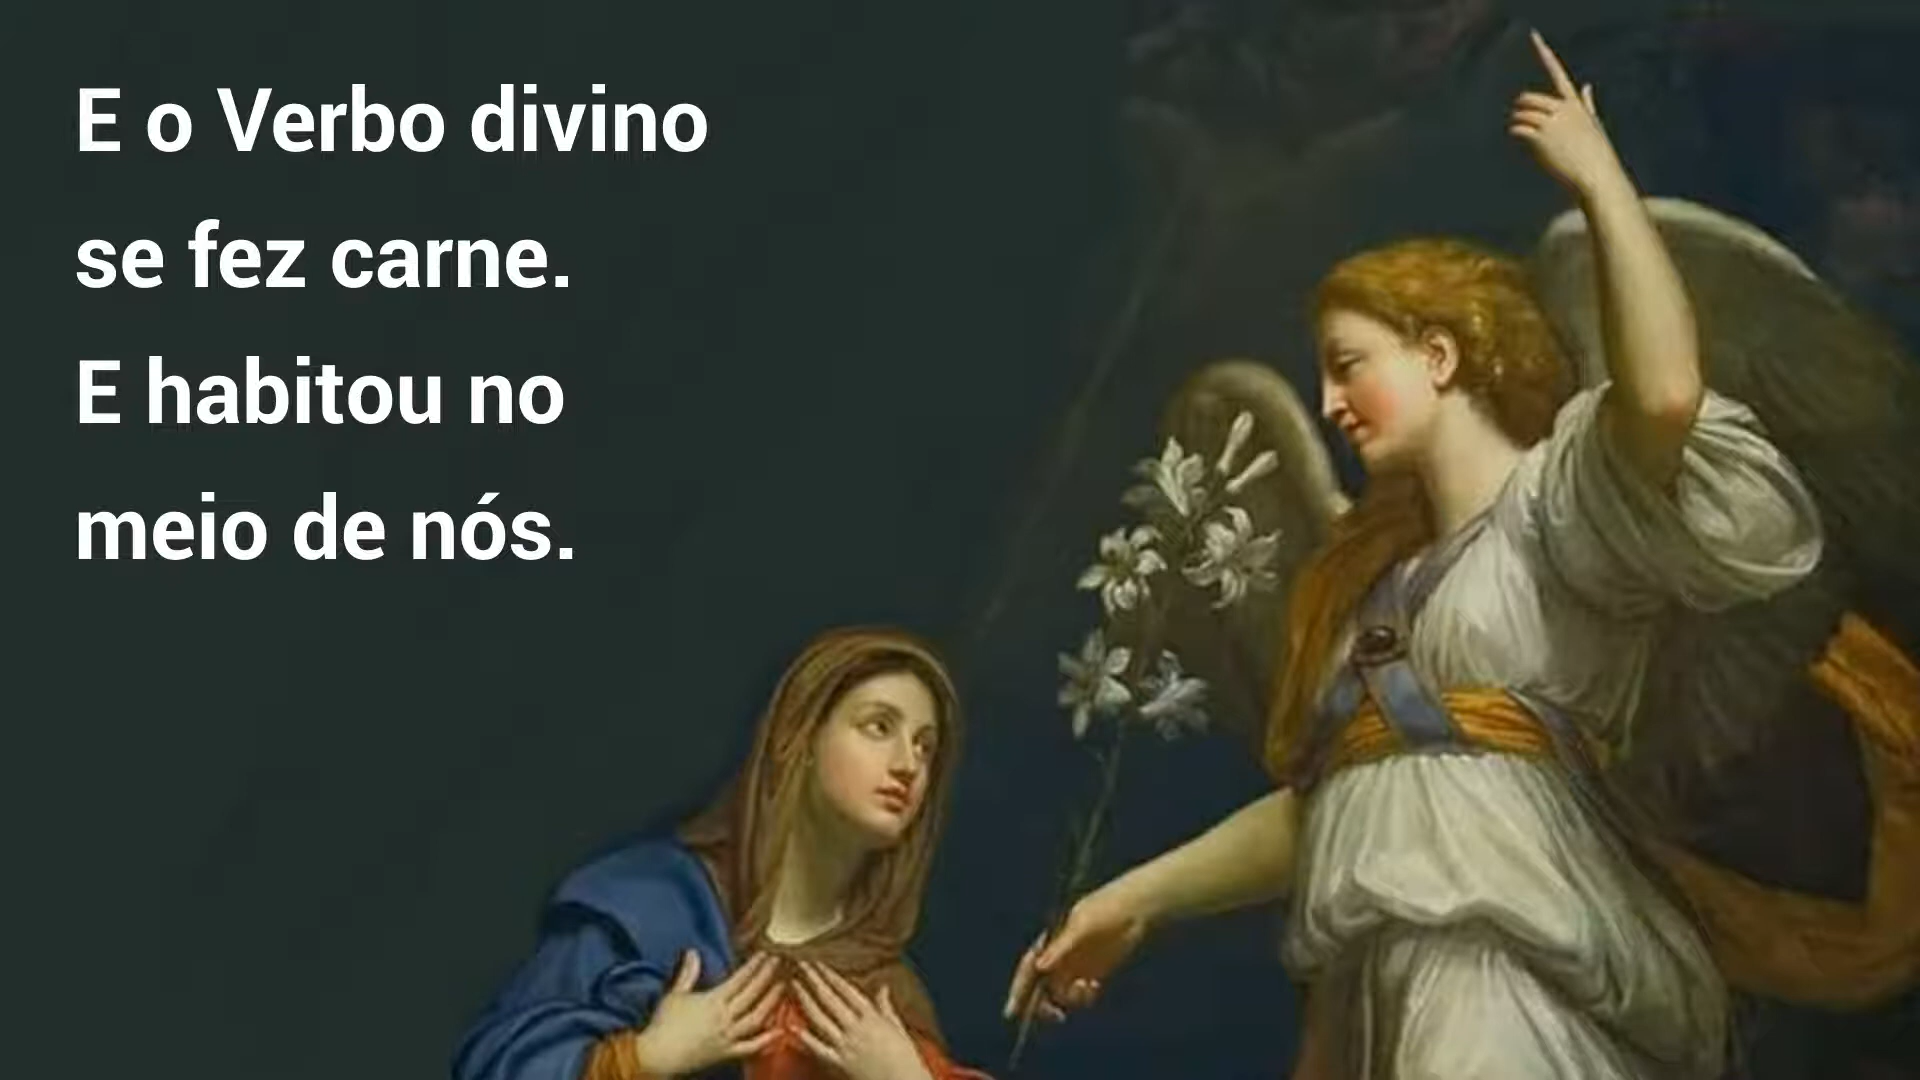 E o Verbo divino
se fez carne.
E habitou no
meio de nós.